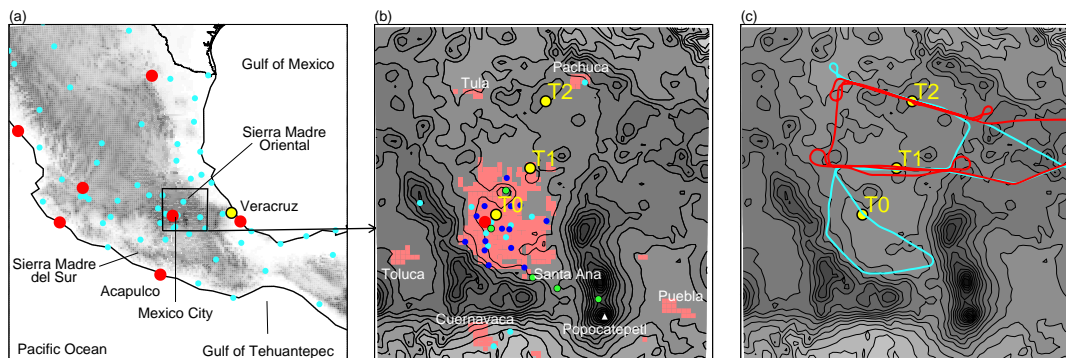 (a)
Gulf of Mexico
Sierra Madre
Oriental
Veracruz
Sierra Madre
del Sur
Acapulco
Mexico City
Pacific Ocean
Gulf of Tehuantepec
(b)
Tula
Pachuca
T2
T1
T0
Toluca
Santa Ana
Puebla
Cuernavaca
Popocatepetl
(c)
T2
T1
T0